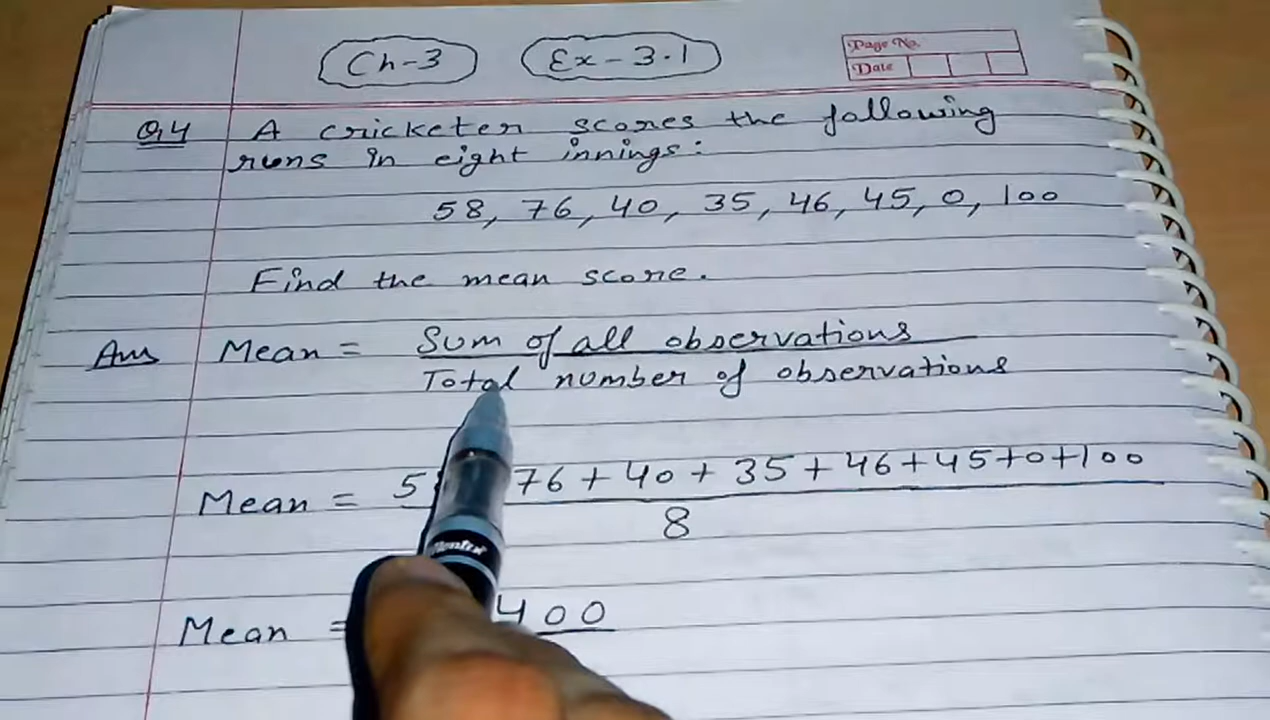 Ch-3 Ex-3.1
Page No.
Date
Q4 A cricketer scores the following
runs in eight innings:
58, 76, 40, 35, 46, 45, 0, 100
Find the mean score.
Ans Mean = Sum of all observations
Total number of observations
Mean = 5 76 + 40 + 35 + 46 + 45 + 0 + 100
8
Mean = 400